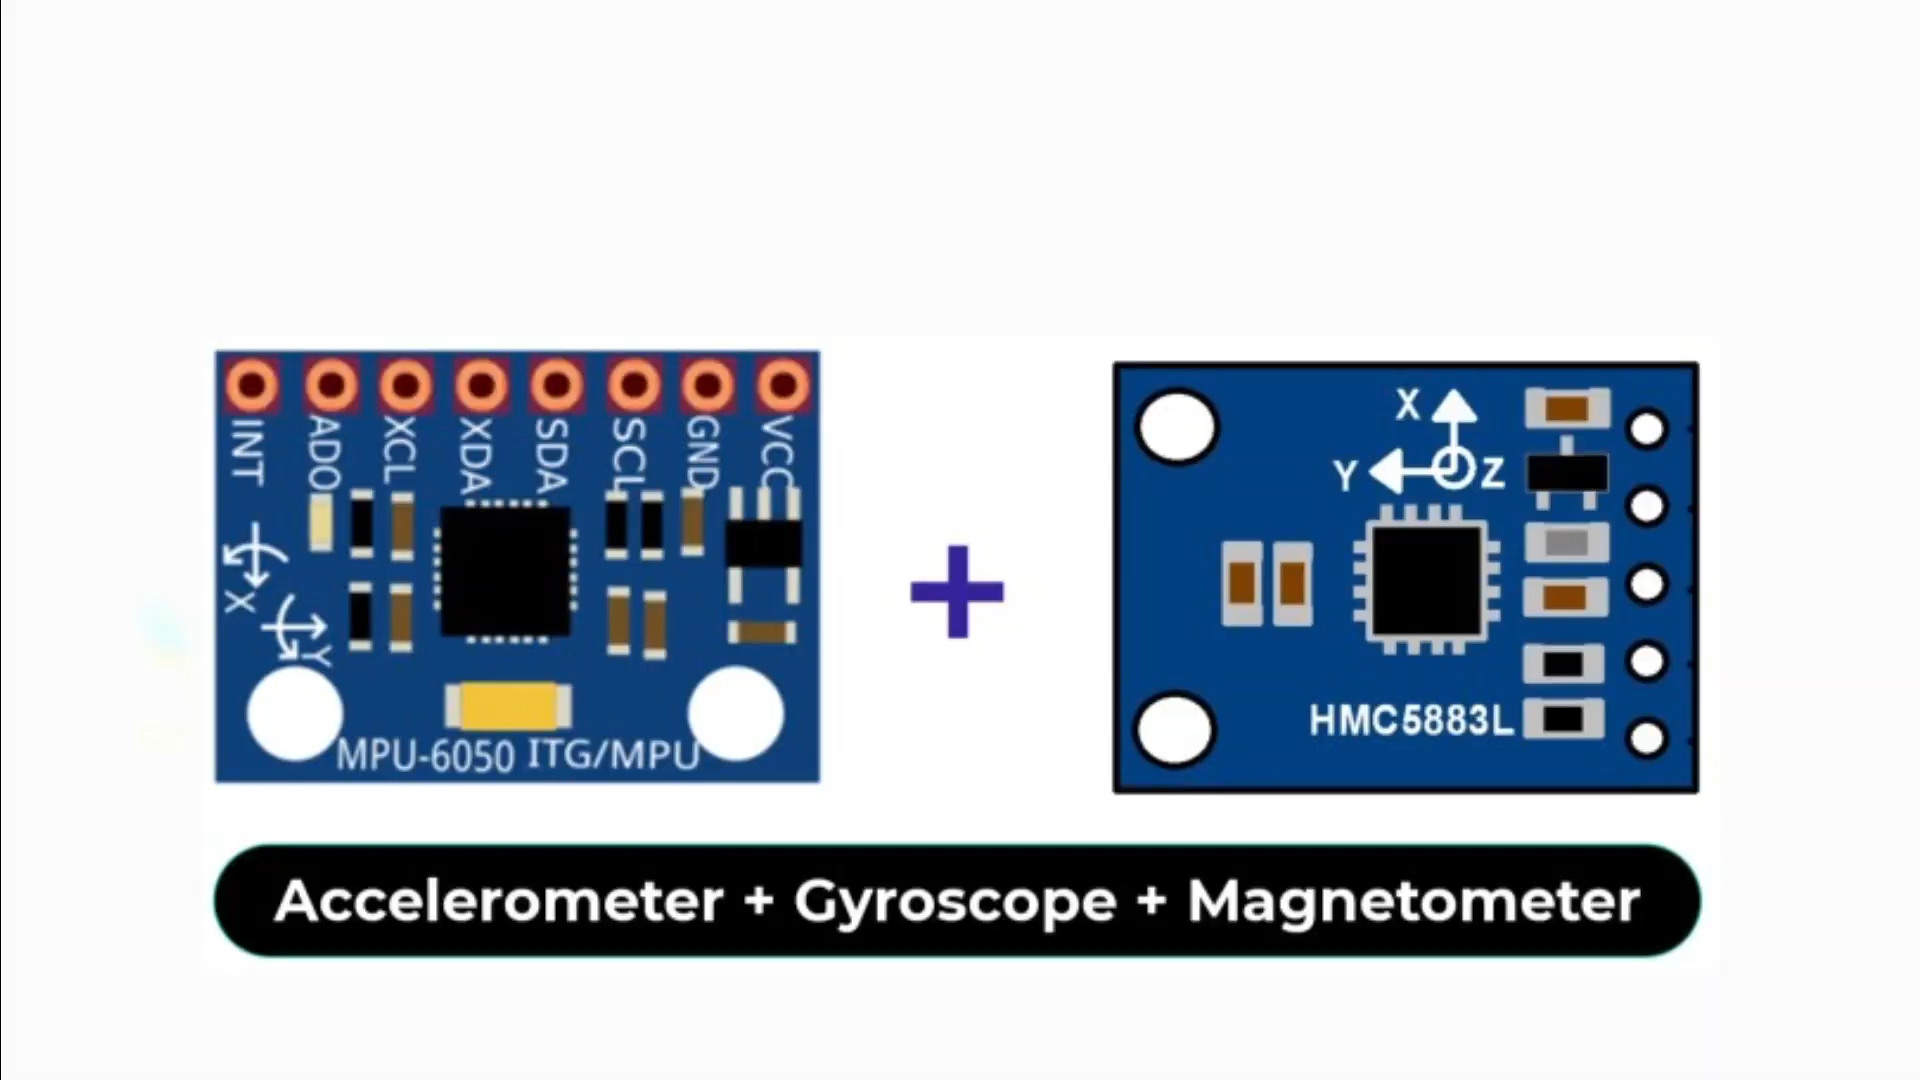 INT
ADO
XCL
XDA
SDA
SCL
GND
VCC
X
Y
MPU-6050 ITG/MPU
X
Y Z
HMC5883L
Accelerometer + Gyroscope + Magnetometer